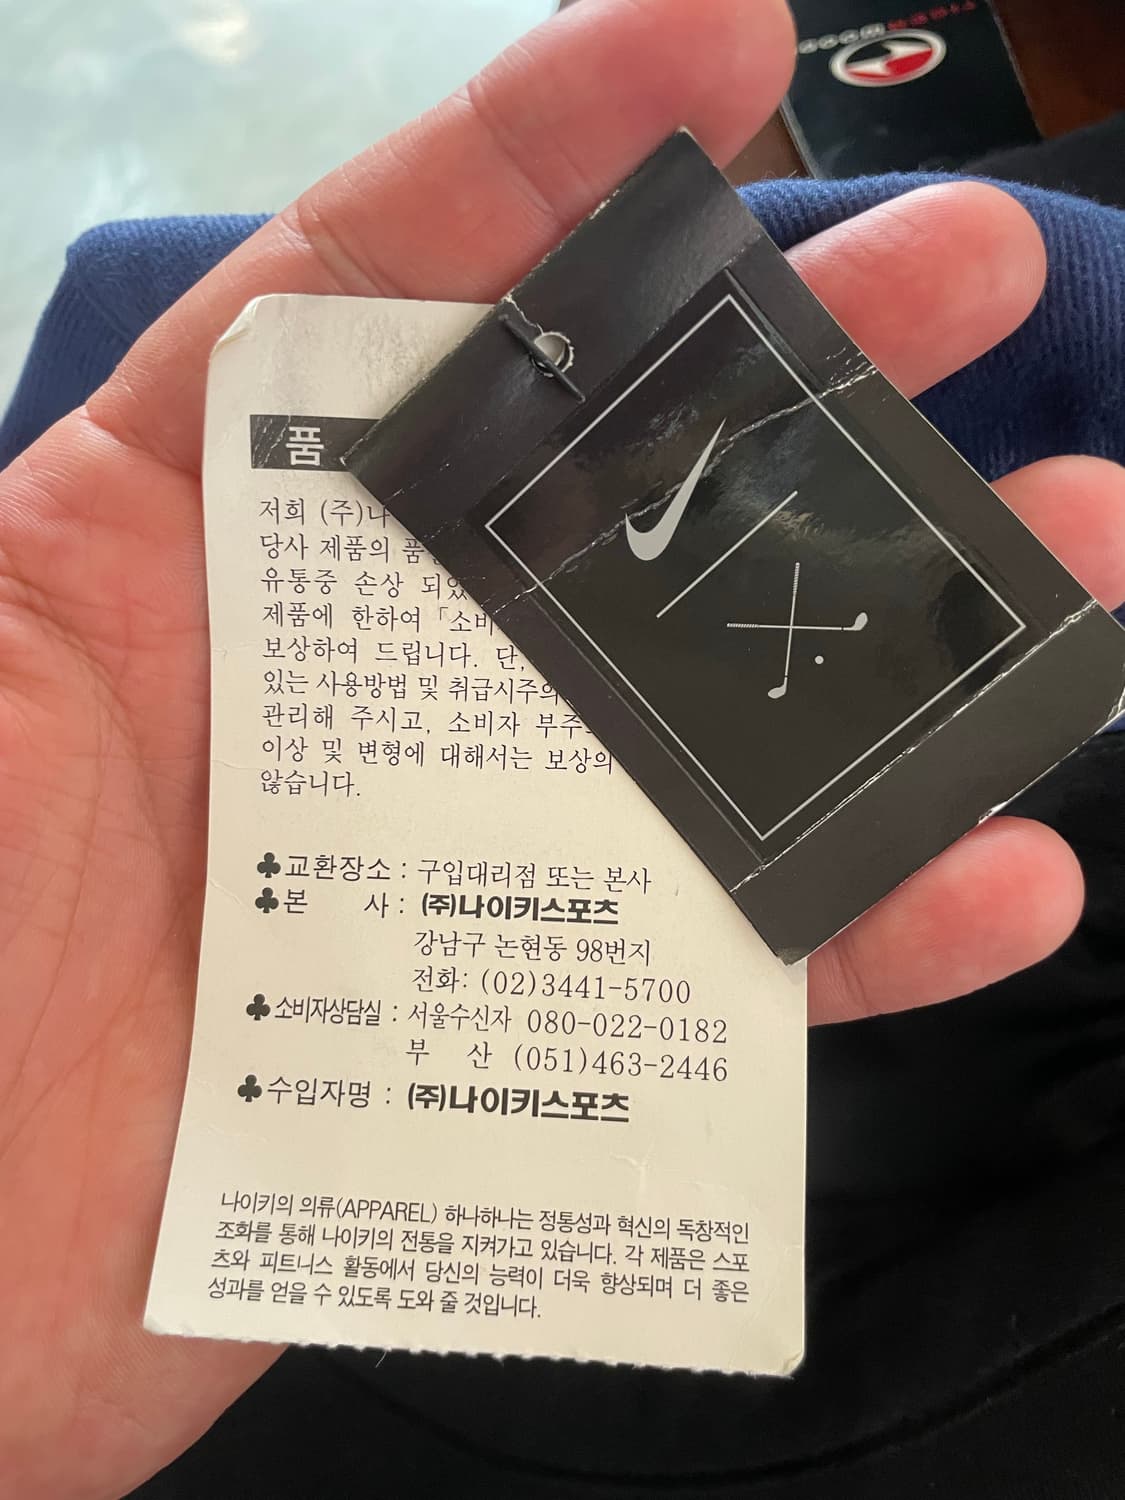 품
저희 (주)나
당사 제품의 품
유통중 손상 되었
제품에 한하여 「소비
보상하여 드립니다. 단,
있는 사용방법 및 취급시주의
관리해 주시고, 소비자 부주
이상 및 변형에 대해서는 보상의
않습니다.
♣교환장소 : 구입대리점 또는 본사
♣본 사 : (주)나이키스포츠
강남구 논현동 98번지
전화: (02)3441-5700
♣소비자상담실 : 서울수신자 080-022-0182
부 산 (051)463-2446
♣수입자명 : (주)나이키스포츠
나이키의 의류(APPAREL) 하나하나는 정통성과 혁신의 독창적인
조화를 통해 나이키의 전통을 지켜가고 있습니다. 각 제품은 스포
츠와 피트니스 활동에서 당신의 능력이 더욱 향상되며 더 좋은
성과를 얻을 수 있도록 도와 줄 것입니다.